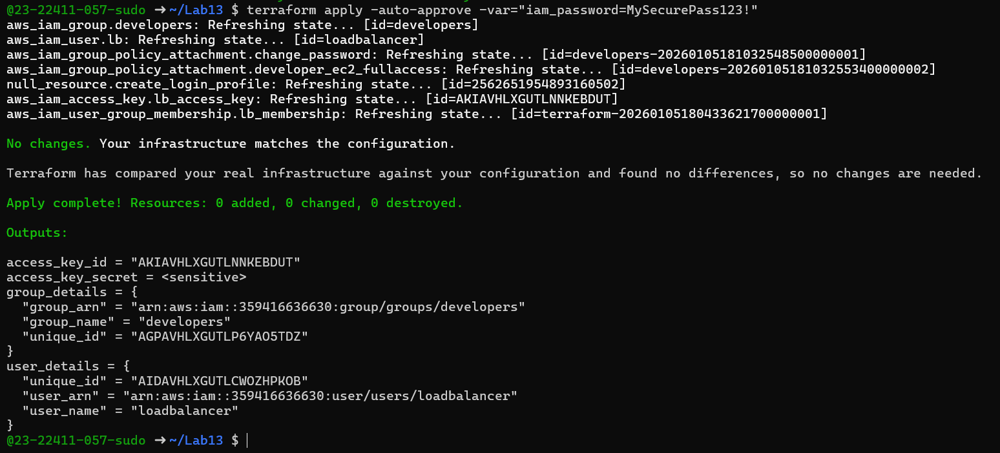 @23-22411-057-sudo ➜ ~/Lab13 $ terraform apply -auto-approve -var="iam_password=MySecurePass123!"
aws_iam_group.developers: Refreshing state... [id=developers]
aws_iam_user.lb: Refreshing state... [id=loadbalancer]
aws_iam_group_policy_attachment.change_password: Refreshing state... [id=developers-20260105181032548500000001]
aws_iam_group_policy_attachment.developer_ec2_fullaccess: Refreshing state... [id=developers-20260105181032553400000002]
null_resource.create_login_profile: Refreshing state... [id=2562651954893160502]
aws_iam_access_key.lb_access_key: Refreshing state... [id=AKIAVHLXGUTLNNKEBDUT]
aws_iam_user_group_membership.lb_membership: Refreshing state... [id=terraform-20260105180433621700000001]
No changes. Your infrastructure matches the configuration.
Terraform has compared your real infrastructure against your configuration and found no differences, so no changes are needed.
Apply complete! Resources: 0 added, 0 changed, 0 destroyed.
Outputs:
access_key_id = "AKIAVHLXGUTLNNKEBDUT"
access_key_secret = <sensitive>
group_details = {
  "group_arn" = "arn:aws:iam::359416636630:group/groups/developers"
  "group_name" = "developers"
  "unique_id" = "AGPAVHLXGUTLP6YAO5TDZ"
}
user_details = {
  "unique_id" = "AIDAVHLXGUTLCWOZHPKOB"
  "user_arn" = "arn:aws:iam::359416636630:user/users/loadbalancer"
  "user_name" = "loadbalancer"
}
@23-22411-057-sudo ➜ ~/Lab13 $